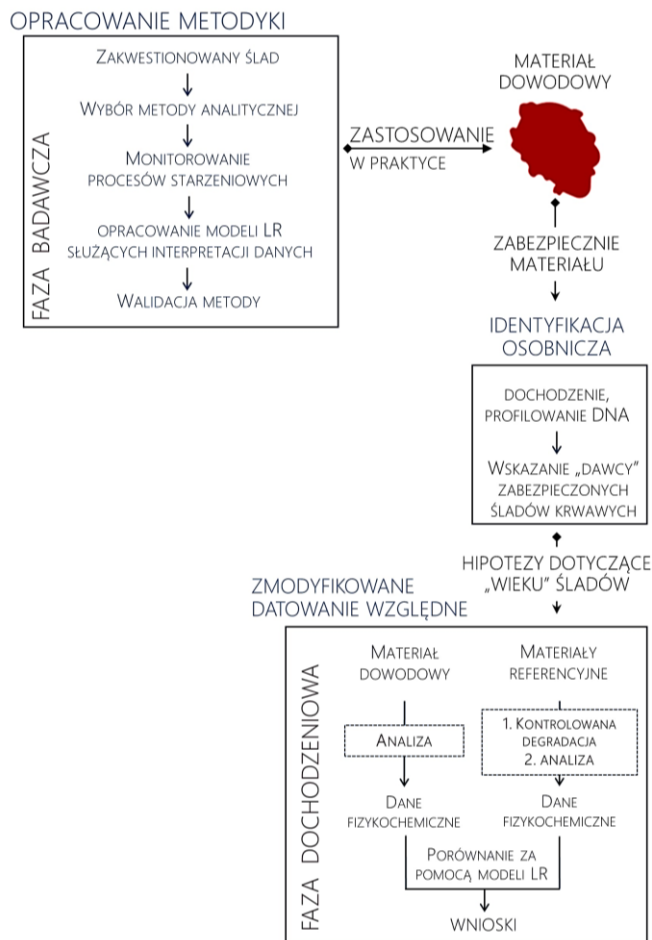 OPRACOWANIE METODYKI
FAZA BADAWCZA
ZAKWESTIONOWANY ŚLAD
WYBÓR METODY ANALITYCZNEJ
MONITOROWANIE
PROCESÓW STARZENIOWYCH
OPRACOWANIE MODELI LR
SŁUŻĄCYCH INTERPRETACJI DANYCH
WALIDACJA METODY
ZASTOSOWANIE
W PRAKTYCE
MATERIAŁ
DOWODOWY
ZABEZPIECZNIE
MATERIAŁU
IDENTYFIKACJA
OSOBNICZA
DOCHODZENIE,
PROFILOWANIE DNA
WSKAZANIE „DAWCY”
ZABEZPIECZONYCH
ŚLADÓW KRWAWYCH
HIPOTEZY DOTYCZĄCE
„WIEKU” ŚLADÓW
ZMODYFIKOWANE
DATOWANIE WZGLĘDNE
FAZA DOCHODZENIOWA
MATERIAŁ
DOWODOWY
ANALIZA
DANE
FIZYKOCHEMICZNE
MATERIAŁY
REFERENCYJNE
1. KONTROLOWANA
DEGRADACJA
2. ANALIZA
DANE
FIZYKOCHEMICZNE
PORÓWNANIE ZA
POMOCĄ MODELI LR
WNIOSKI